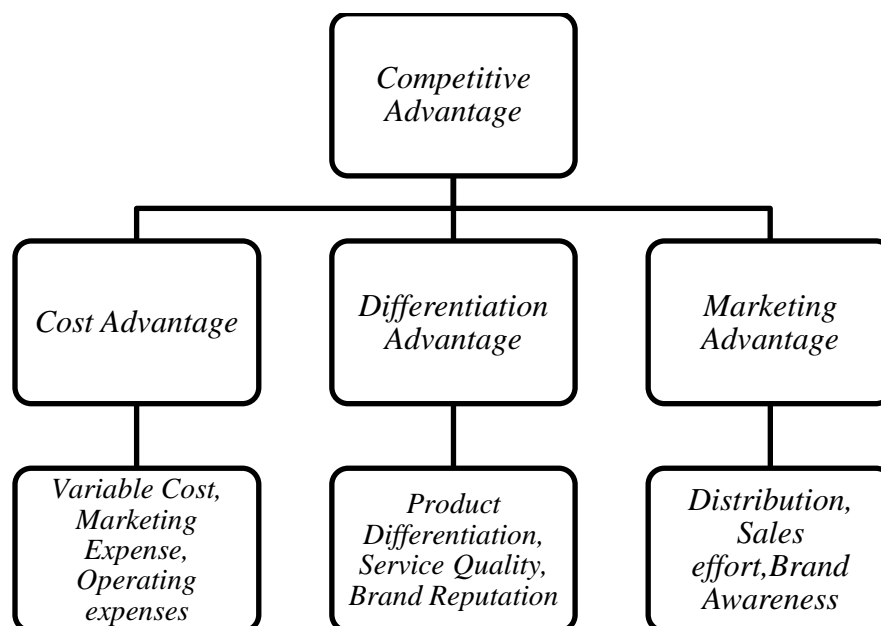 Competitive
Advantage
Cost Advantage
Differentiation
Advantage
Marketing
Advantage
Variable Cost,
Marketing
Expense,
Operating
expenses
Product
Differentiation,
Service Quality,
Brand Reputation
Distribution,
Sales
effort,Brand
Awareness